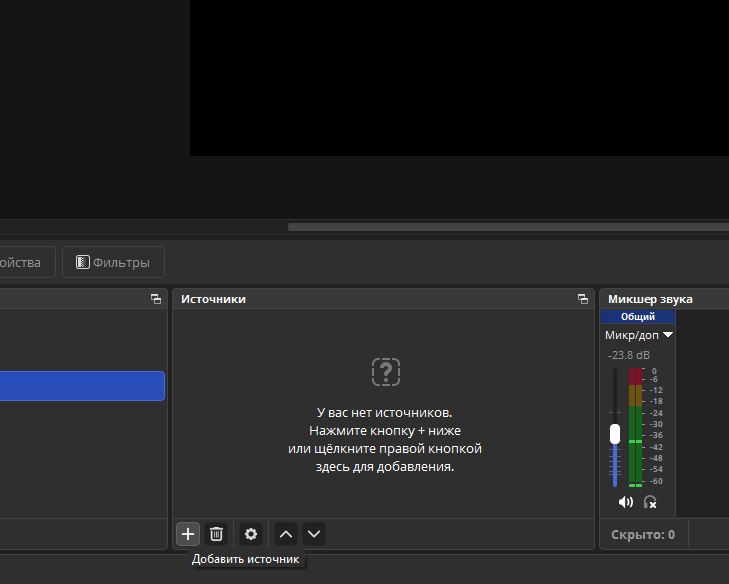 ойства
Фильтры
Источники
Микшер звука
Общий
Микр/доп
-23.8 dB
0
-6
-12
-18
-24
-30
-36
-42
-48
-54
-60
У вас нет источников.
Нажмите кнопку + ниже
или щёлкните правой кнопкой
здесь для добавления.
Скрыто: 0
Добавить источник